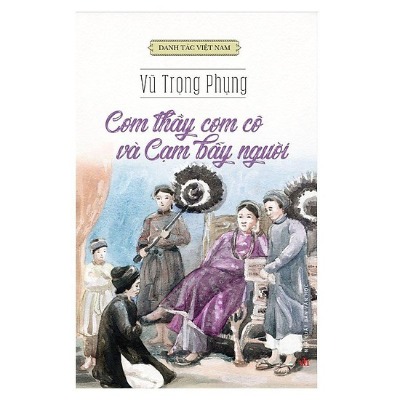 DANH TÁC VIỆT NAM
Vũ Trọng Phụng
Cơm thầy cơm cô
và Cạm bẫy người